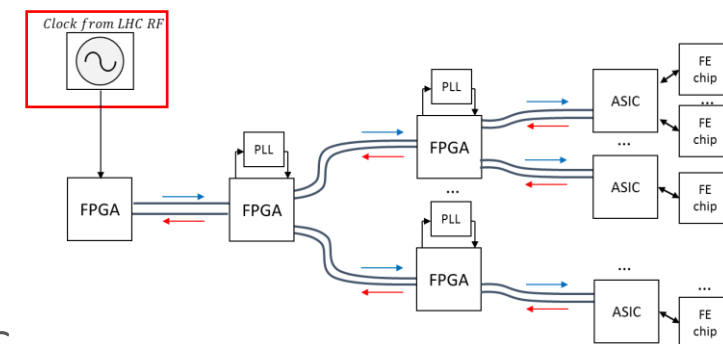 Clock from LHC RF
PLL
FE
chip
...
ASIC
PLL
FPGA
FE
chip
...
FPGA
FPGA
ASIC
FE
chip
...
PLL
FPGA
...
...
ASIC
FE
chip